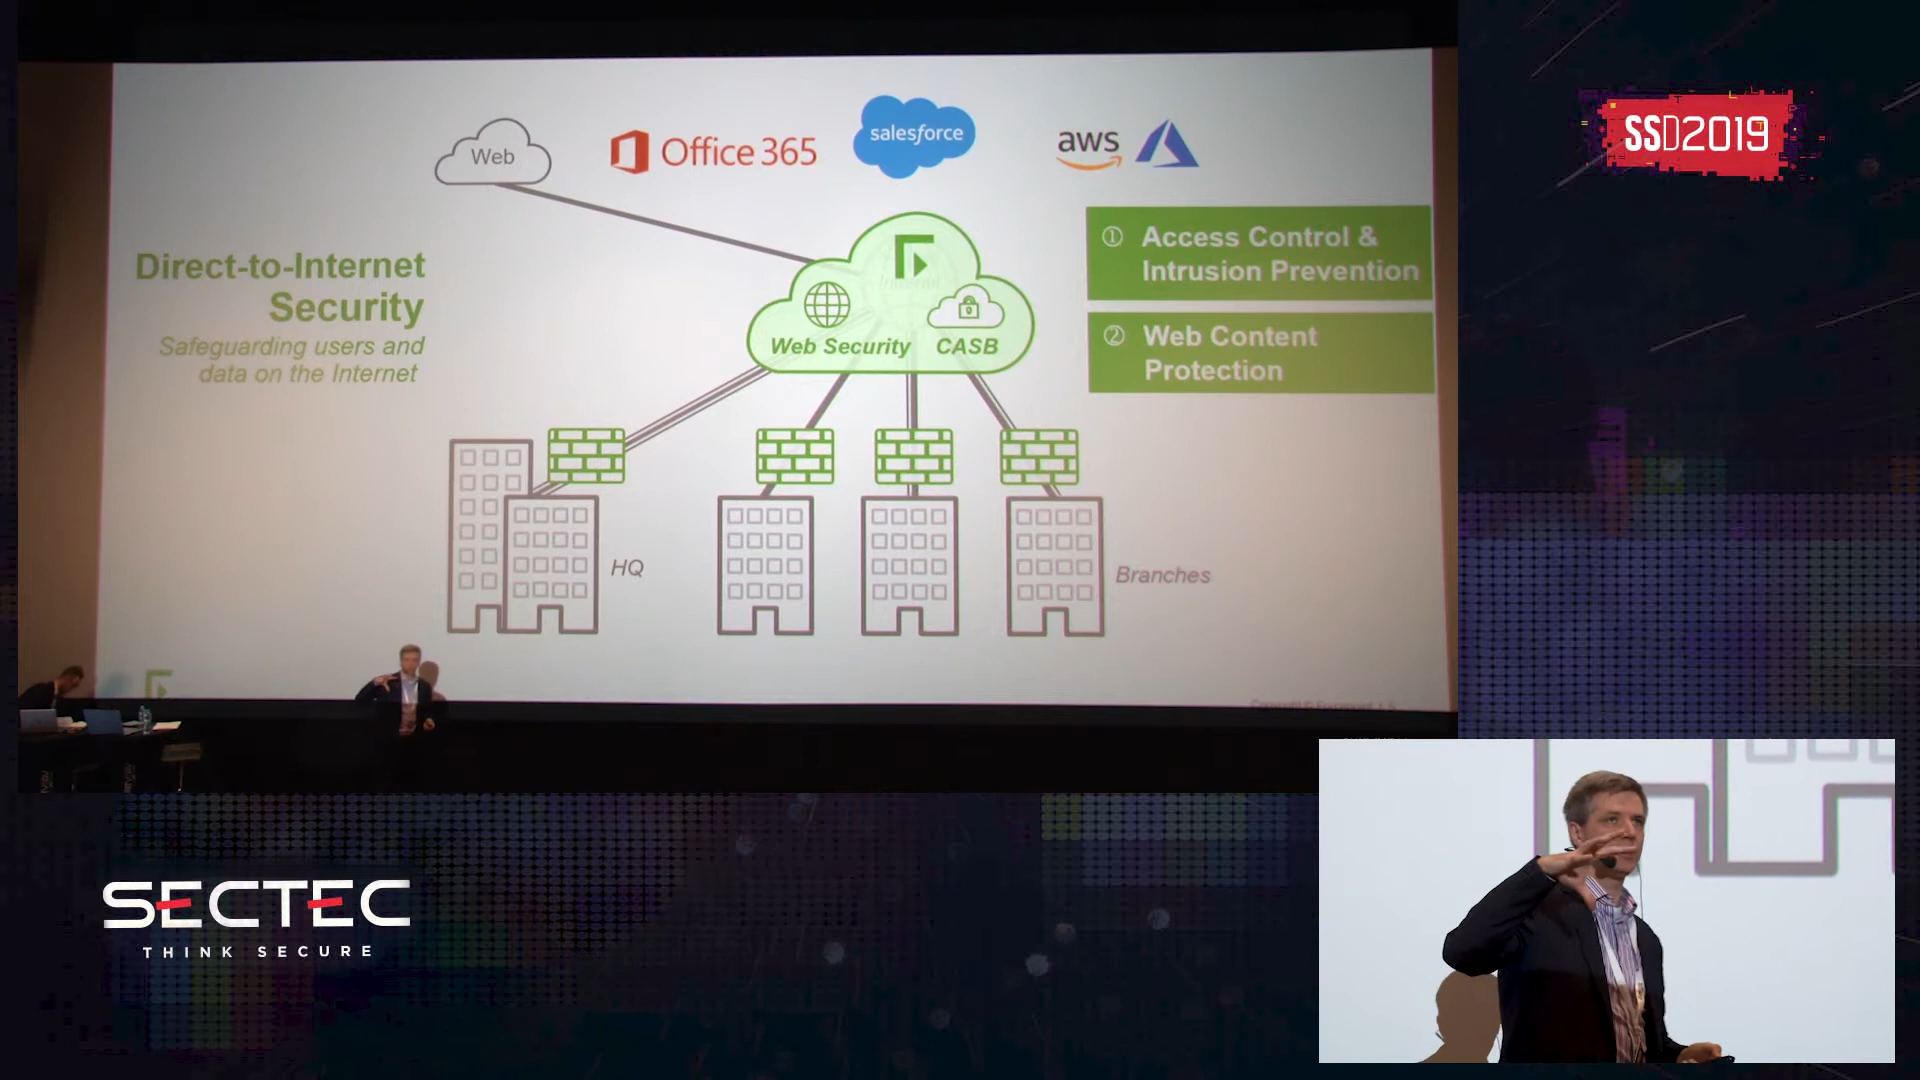 Web
Office 365
salesforce
aws
SSD2019
Direct-to-Internet
Security
Safeguarding users and
data on the Internet
① Access Control &
Intrusion Prevention
② Web Content
Protection
Web Security
CASB
HQ
Branches
SECTEC
THINK SECURE